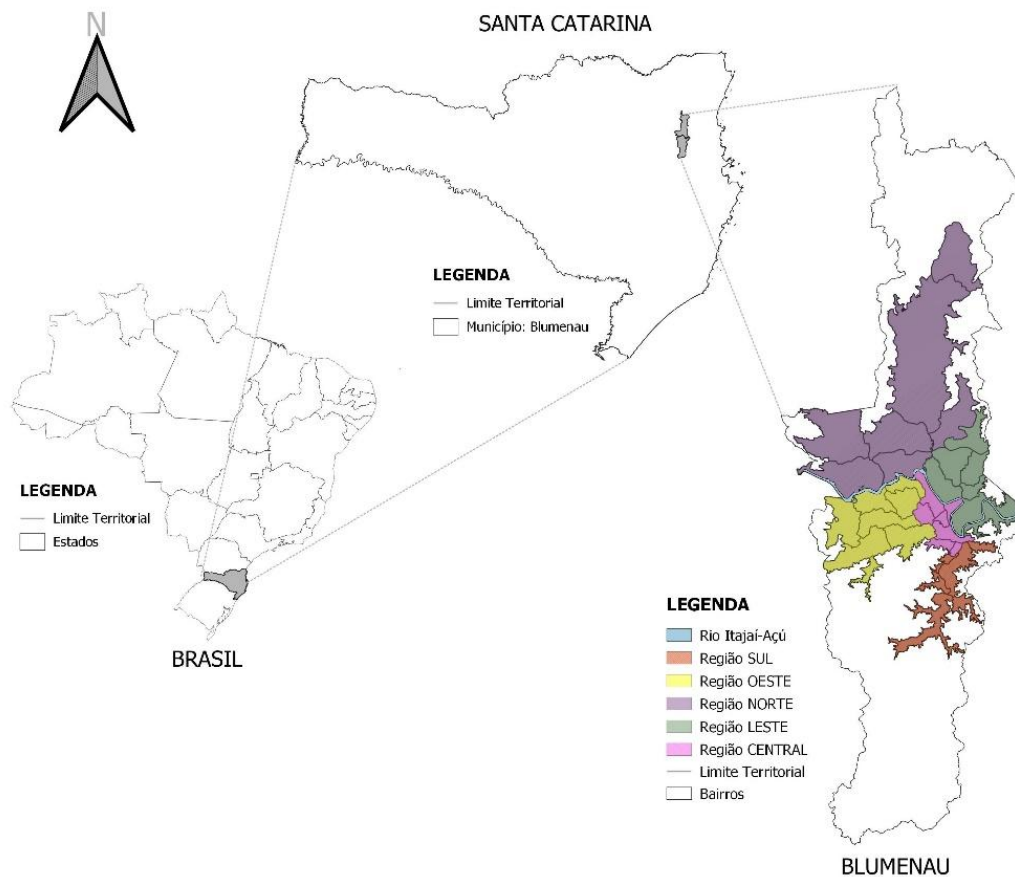 N
SANTA CATARINA
LEGENDA
Limite Territorial
Município: Blumenau
LEGENDA
Limite Territorial
Estados
BRASIL
LEGENDA
Rio Itajaí-Açú
Região SUL
Região OESTE
Região NORTE
Região LESTE
Região CENTRAL
Limite Territorial
Bairros
BLUMENAU